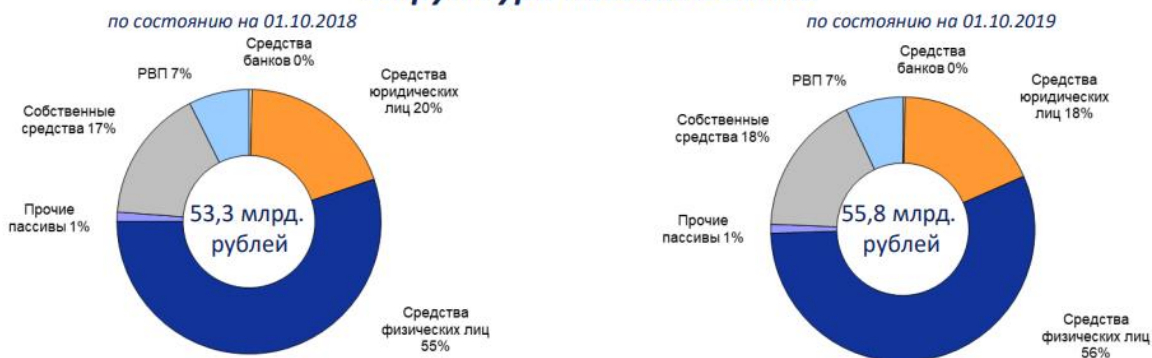 по состоянию на 01.10.2018
Средства
банков 0%
РВП 7%
Средства
юридических
лиц 20%
Собственные
средства 17%
Прочие
пассивы 1%
53,3 млрд.
рублей
Средства
физических лиц
55%
по состоянию на 01.10.2019
Средства
банков 0%
РВП 7%
Средства
юридических
лиц 18%
Собственные
средства 18%
Прочие
пассивы 1%
55,8 млрд.
рублей
Средства
физических лиц
56%